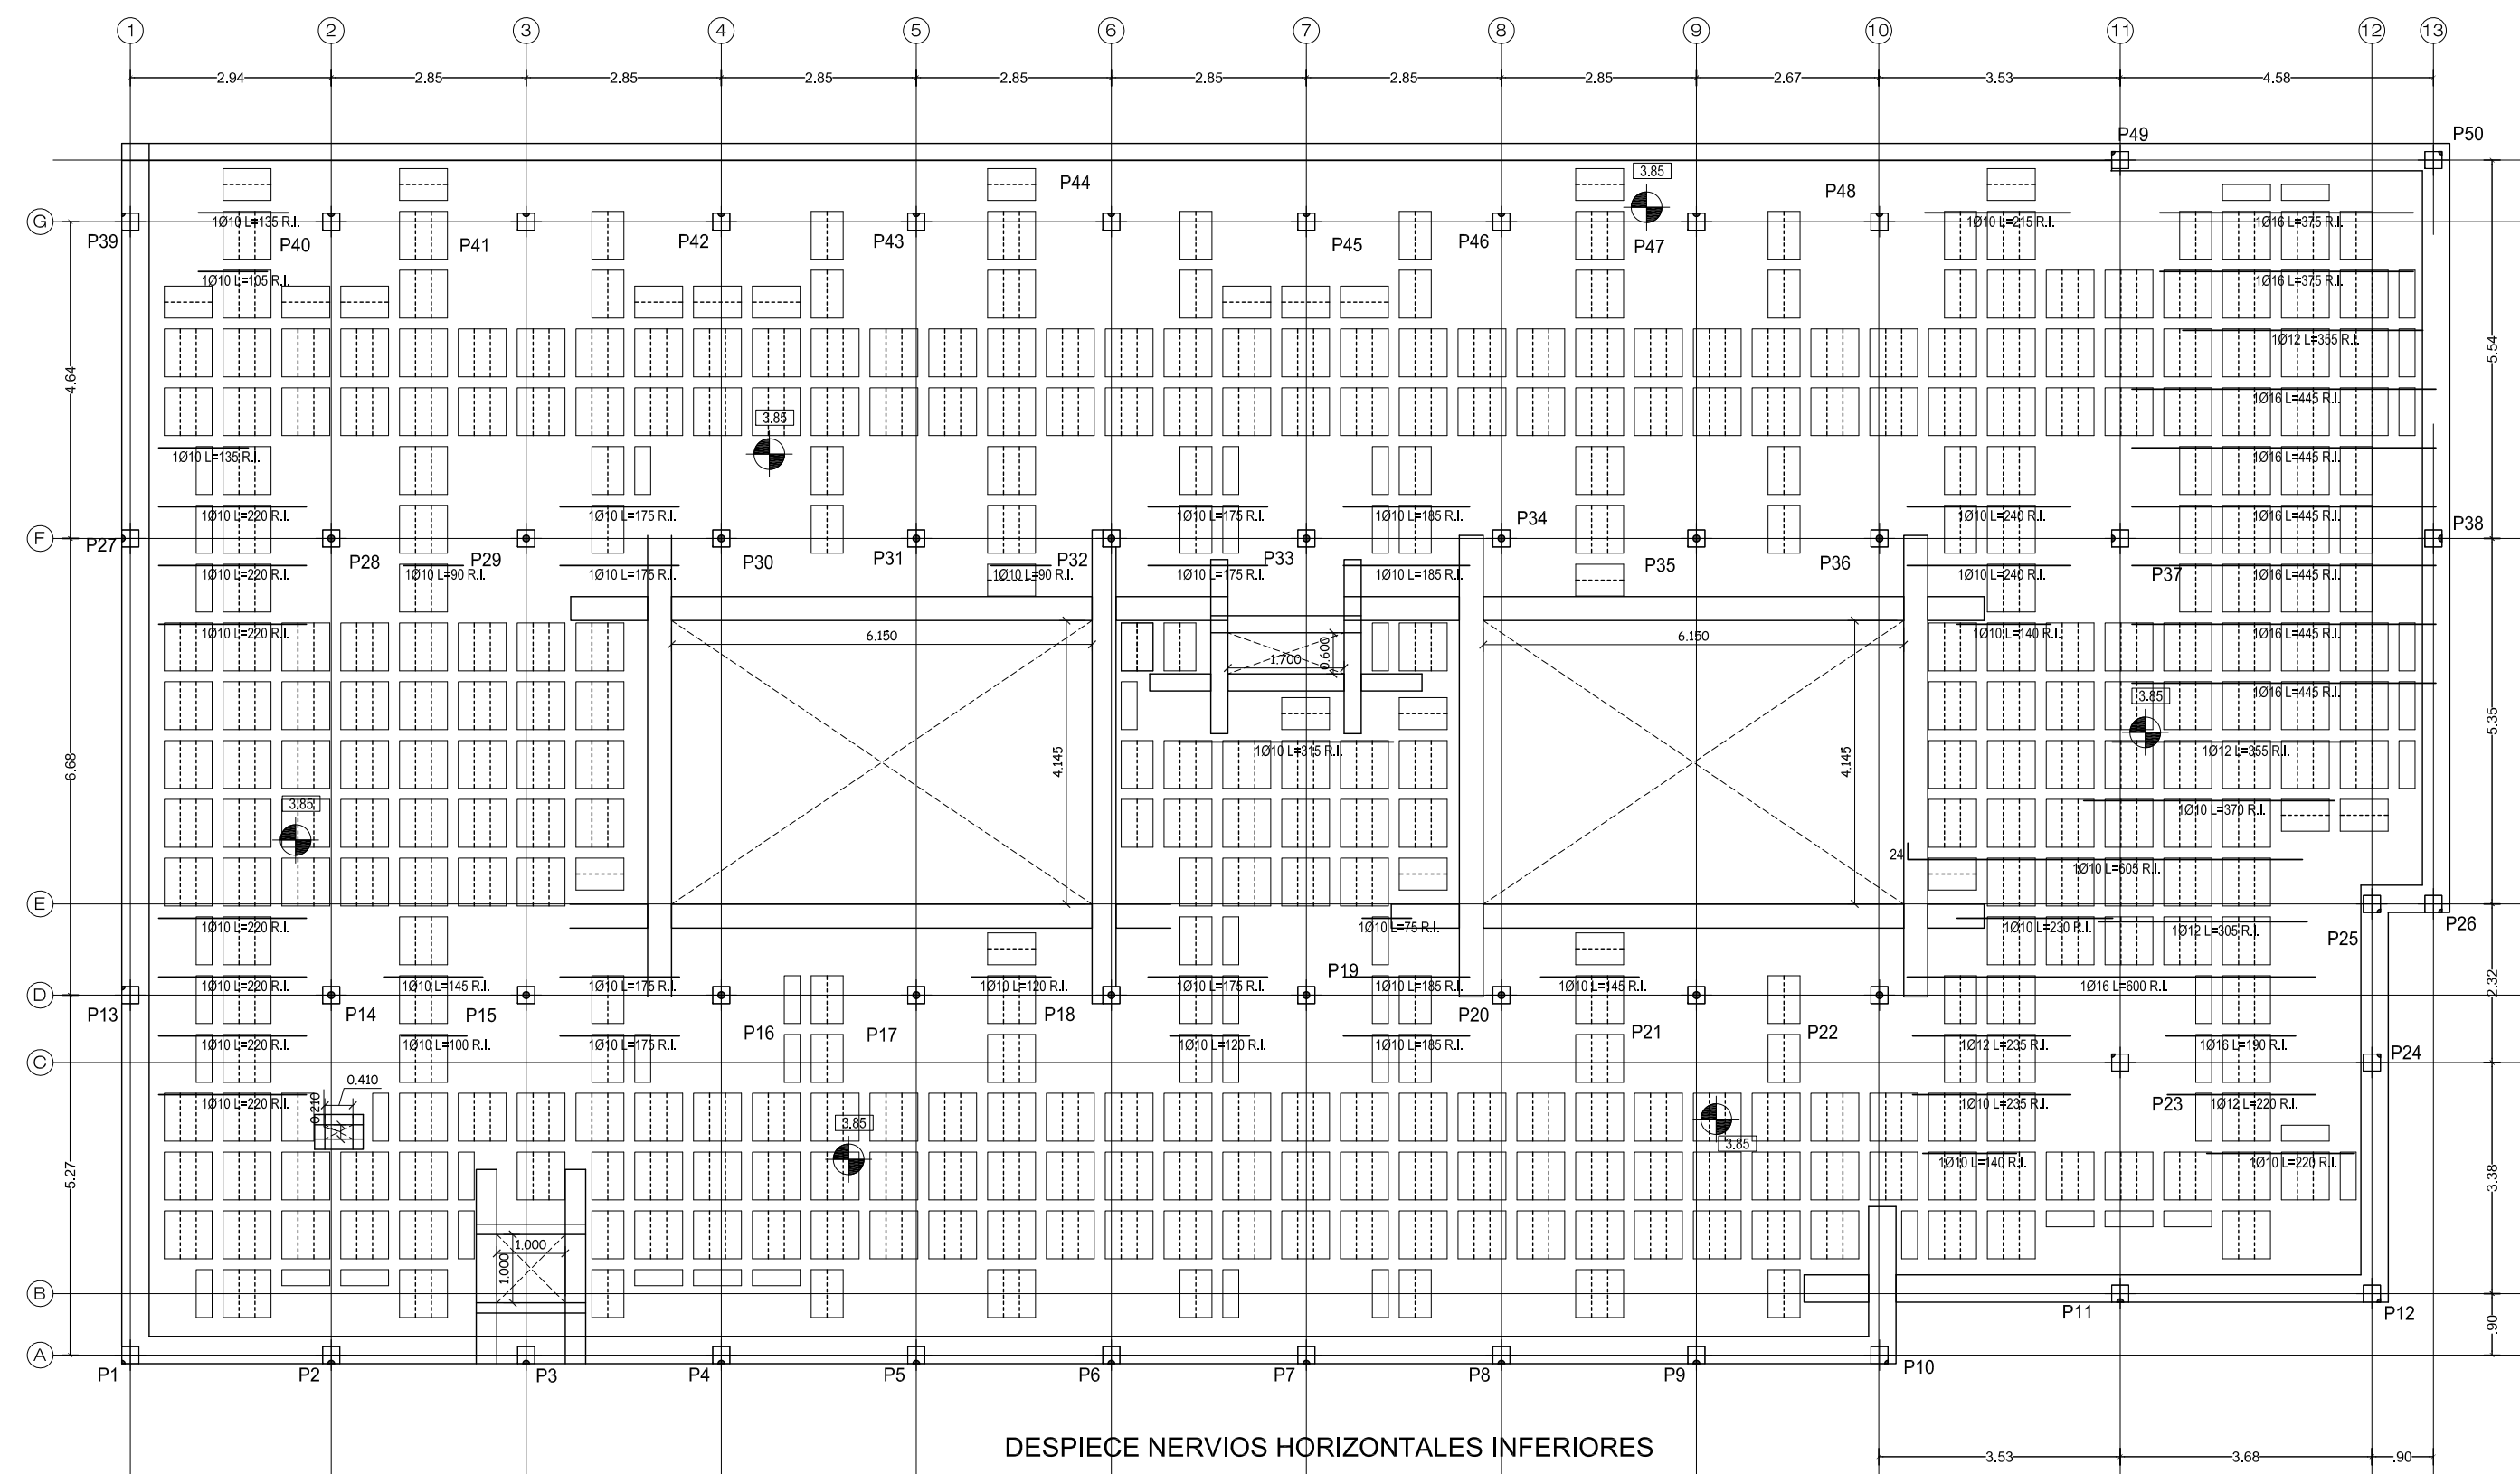 1 2 3 4 5 6 7 8 9 10 11 12 13
2.94 2.85 2.85 2.85 2.85 2.85 2.85 2.85 2.67 3.53 4.58
P49 P50
P44 3.85 P48
G 1Ø10 L=135 R.I. 1Ø10 L=215 R.I. 1Ø16 L=375 R.I.
P39 P40 P41 P42 P43 P45 P46 P47
1Ø10 L=105 R.I. 1Ø16 L=375 R.I.
1Ø12 L=355 R.I.
4.64 5.54
1Ø16 L=445 R.I.
3.85
1Ø10 L=135 R.I. 1Ø16 L=445 R.I.
1Ø10 L=220 R.I. 1Ø10 L=175 R.I. 1Ø10 L=175 R.I. 1Ø10 L=185 R.I. P34 1Ø10 L=240 R.I. 1Ø16 L=445 R.I. P38
F
P27 P28 P29 P30 P31 P32 P33 P35 P36 P37
1Ø10 L=220 R.I. 1Ø10 L=90 R.I. 1Ø10 L=175 R.I. 1Ø10 L=90 R.I. 1Ø10 L=175 R.I. 1Ø10 L=185 R.I. 1Ø10 L=240 R.I. 1Ø16 L=445 R.I.
1Ø10 L=220 R.I. 6.150 6.150 1Ø10 L=140 R.I. 1Ø16 L=445 R.I.
1.700 0.600
1Ø16 L=445 R.I.
3.85
6.68 4.145 1Ø10 L=315 R.I. 4.145 1Ø12 L=355 R.I. 5.35
3.85 1Ø10 L=370 R.I.
24 1Ø10 L=605 R.I.
E
1Ø10 L=220 R.I. 1Ø10 L=75 R.I. 1Ø10 L=230 R.I. 1Ø12 L=305 R.I. P25 P26
P19
1Ø10 L=220 R.I. 1Ø10 L=145 R.I. 1Ø10 L=175 R.I. 1Ø10 L=120 R.I. 1Ø10 L=175 R.I. 1Ø10 L=185 R.I. 1Ø10 L=145 R.I. 1Ø16 L=600 R.I. 2.32
D
P13 P14 P15 P16 P17 P18 P20 P21 P22
1Ø10 L=220 R.I. 1Ø10 L=100 R.I. 1Ø10 L=175 R.I. 1Ø10 L=120 R.I. 1Ø10 L=185 R.I. 1Ø12 L=235 R.I. 1Ø16 L=190 R.I. P24
C
0.410
1Ø10 L=220 R.I. 0.210 1Ø10 L=235 R.I. P23 1Ø12 L=220 R.I.
3.85 3.85
5.27 1Ø10 L=140 R.I. 1Ø10 L=220 R.I. 3.38
1.000
1.000
B
P11 P12
.90
A
P1 P2 P3 P4 P5 P6 P7 P8 P9 P10
DESPIECE NERVIOS HORIZONTALES INFERIORES
3.53 3.68 .90